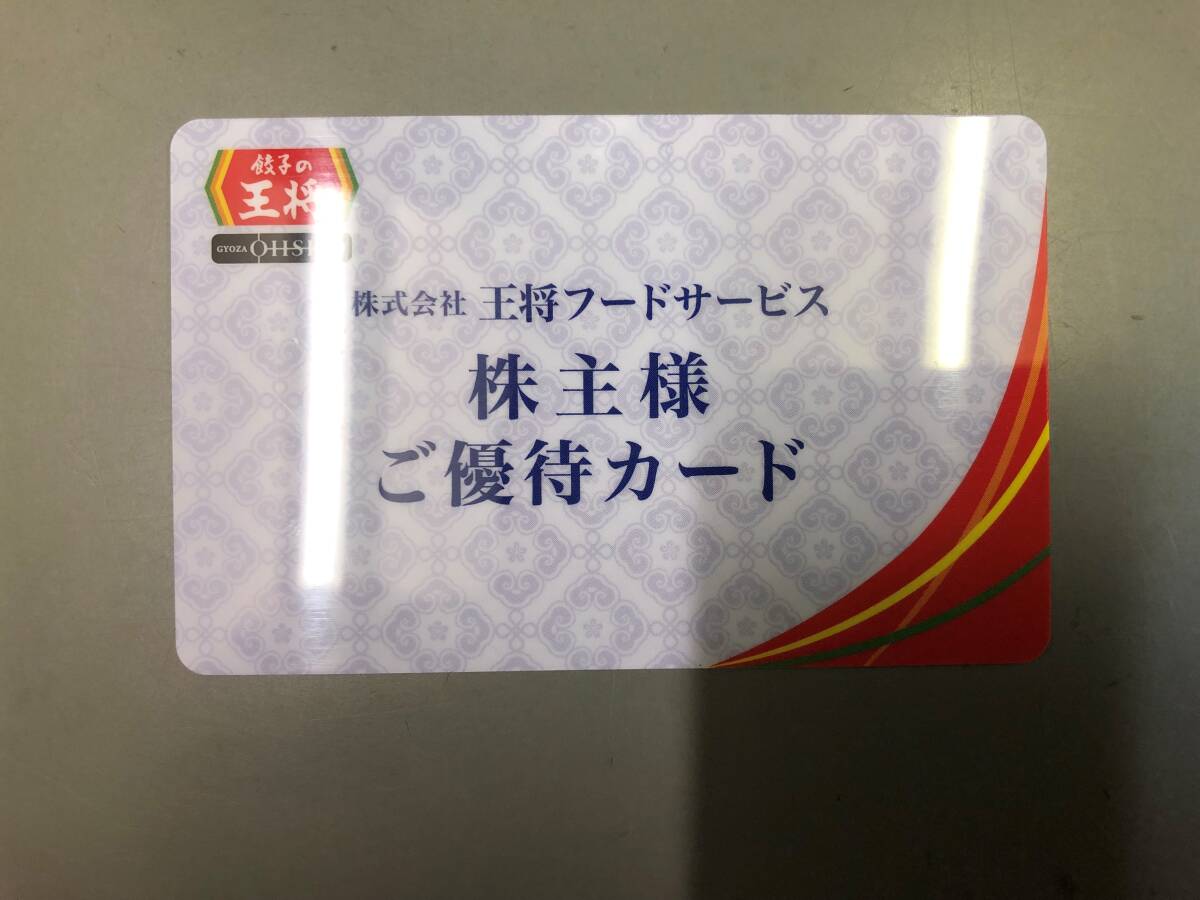 餃子の
王将
GYOZA
株式会社 王将フードサービス
株主様
ご優待カード